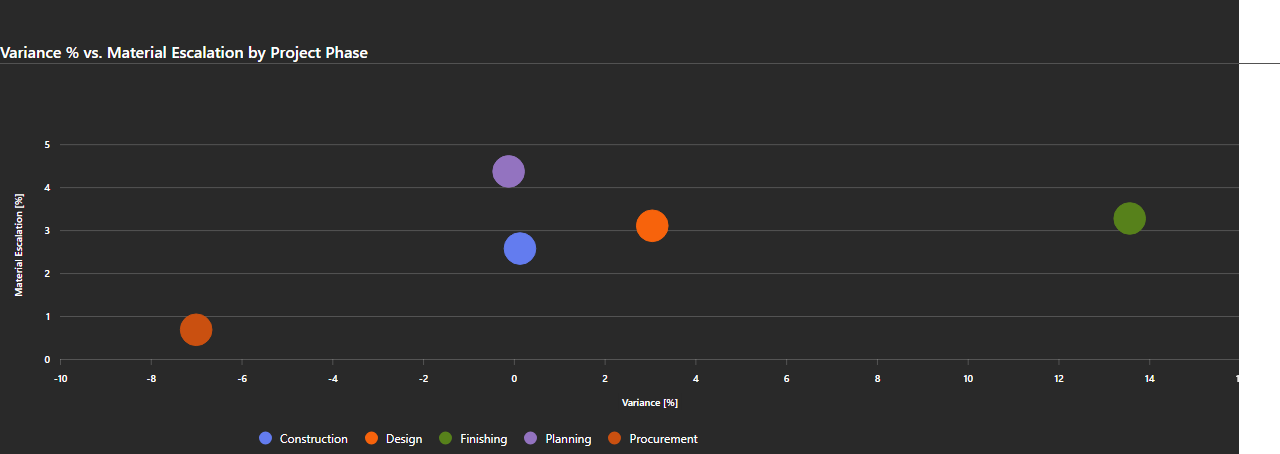 Variance % vs. Material Escalation by Project Phase
5
4
3
2
1
0
Material Escalation [%]
-10 -8 -6 -4 -2 0 2 4 6 8 10 12 14
Variance [%]
Construction Design Finishing Planning Procurement